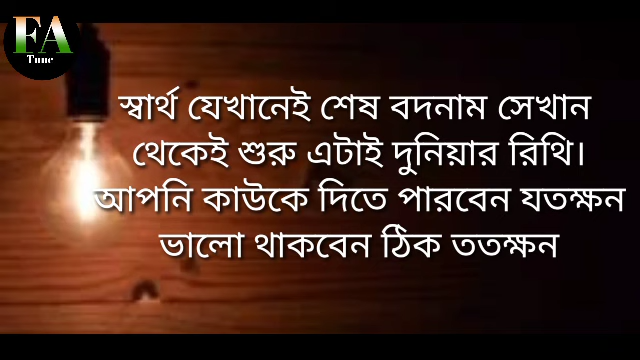 FA
Tune
স্বার্থ যেখানেই শেষ বদনাম সেখান
থেকেই শুরু এটাই দুনিয়ার রিথি।
আপনি কাউকে দিতে পারবেন যতক্ষন
ভালো থাকবেন ঠিক ততক্ষন